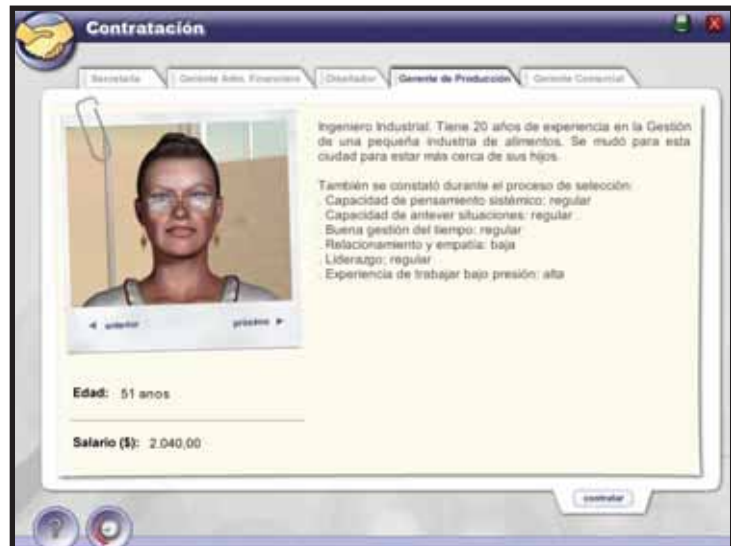 Contratación
Secretaria
Gerente Adm. Financiero
Diseñador
Gerente de Producción
Gerente Comercial
Ingeniero Industrial. Tiene 20 años de experiencia en la Gestión
de una pequeña industria de alimentos. Se mudó para esta
ciudad para estar más cerca de sus hijos.
También se constató durante el proceso de selección:
. Capacidad de pensamiento sistémico: regular
. Capacidad de antever situaciones: regular
. Buena gestión del tiempo: regular
. Relacionamiento y empatía: baja
. Liderazgo: regular
. Experiencia de trabajar bajo presión: alta
◄ anterior
próximo ►
Edad: 51 anos
Salario ($): 2.040,00
contratar
?